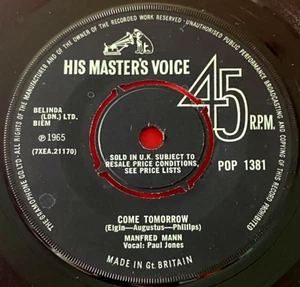 ALL RIGHTS OF THE MANUFACTURER AND OF THE OWNER OF THE RECORDED WORK RESERVED
UNAUTHORISED PUBLIC PERFORMANCE BROADCASTING AND COPYING OF THIS RECORD PROHIBITED
THE GRAMOPHONE CO. LTD.
HIS MASTER'S VOICE
45
R.P.M.
BELINDA
(LDN.) LTD.
BIEM
℗ 1965
(7XEA.21170)
SOLD IN U.K. SUBJECT TO
RESALE PRICE CONDITIONS,
SEE PRICE LISTS
POP 1381
COME TOMORROW
(Elgin—Augustus—Phillips)
MANFRED MANN
Vocal: Paul Jones
MADE IN Gt. BRITAIN